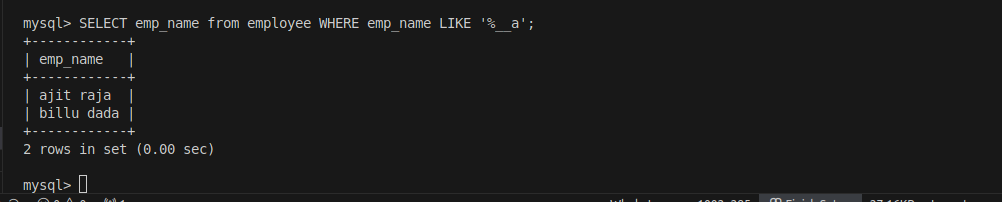 mysql> SELECT emp_name from employee WHERE emp_name LIKE '%__a';
+------------+
| emp_name   |
+------------+
| ajit raja  |
| billu dada |
+------------+
2 rows in set (0.00 sec)
mysql>